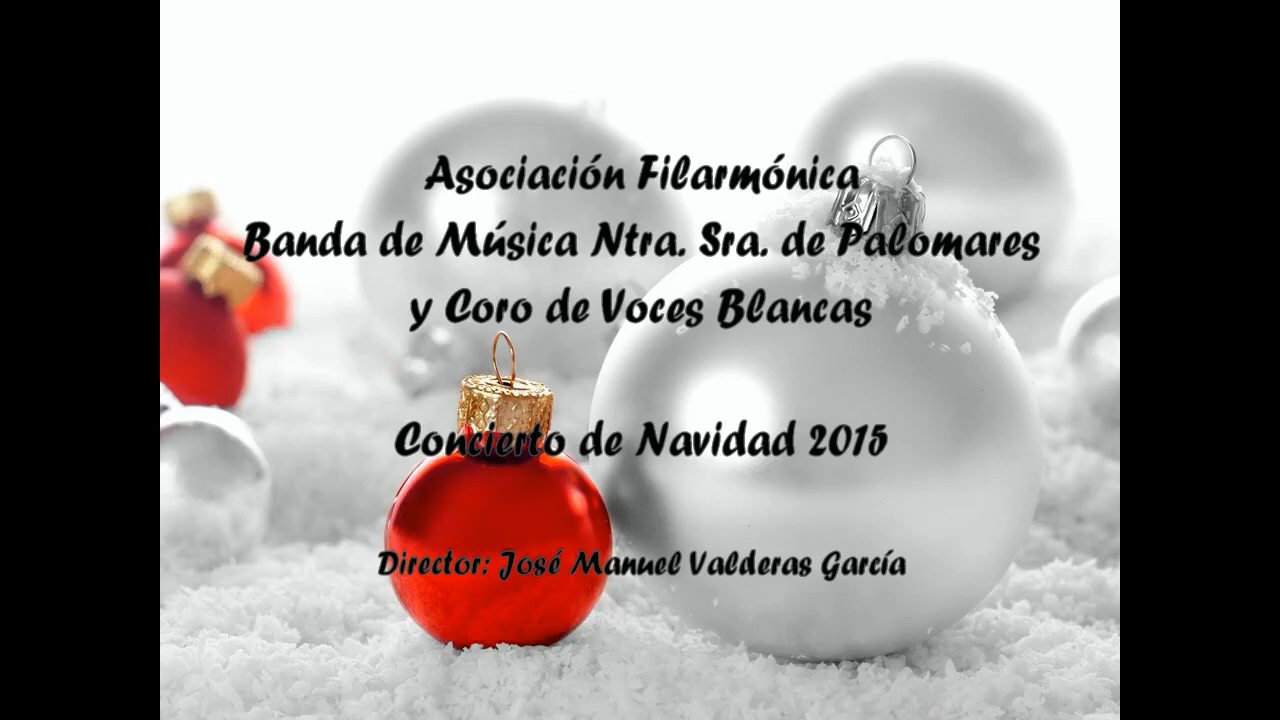 Asociación Filarmónica
Banda de Música Ntra. Sra. de Palomares
y Coro de Voces Blancas
Concierto de Navidad 2015
Director: José Manuel Valderas García